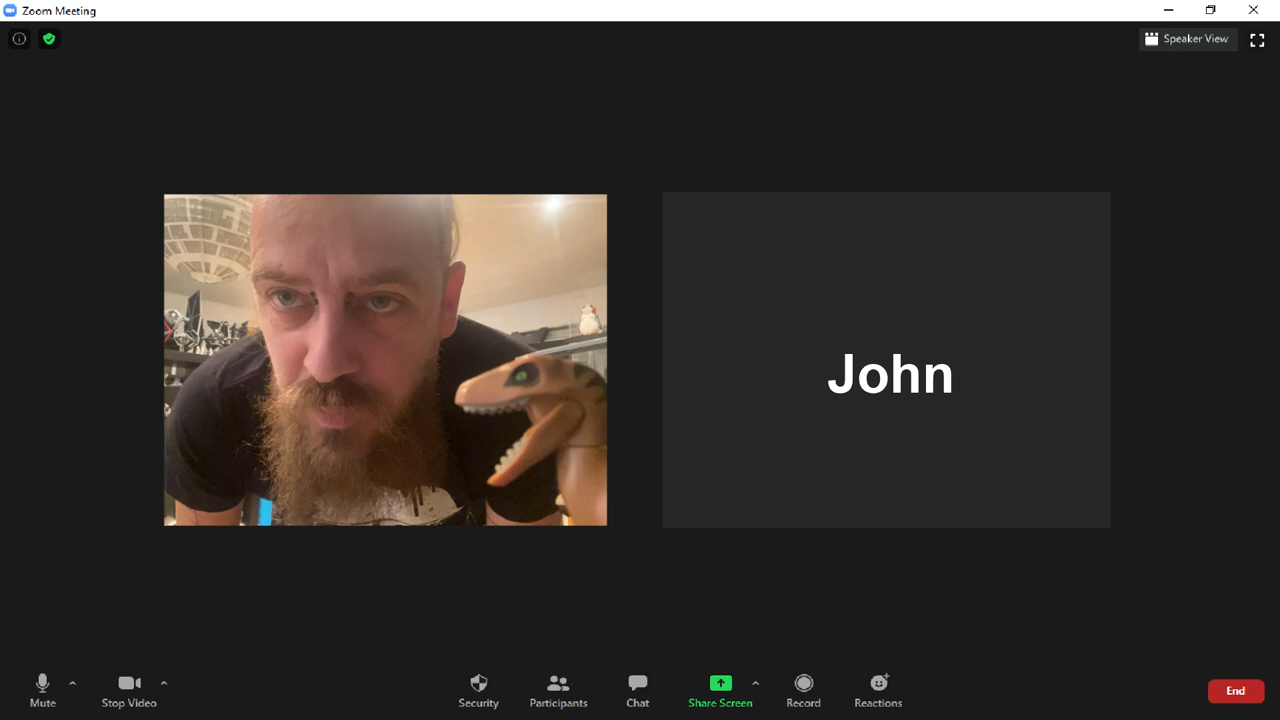 Zoom Meeting
Speaker View
John
Mute
Stop Video
Security
Participants
Chat
Share Screen
Record
Reactions
End